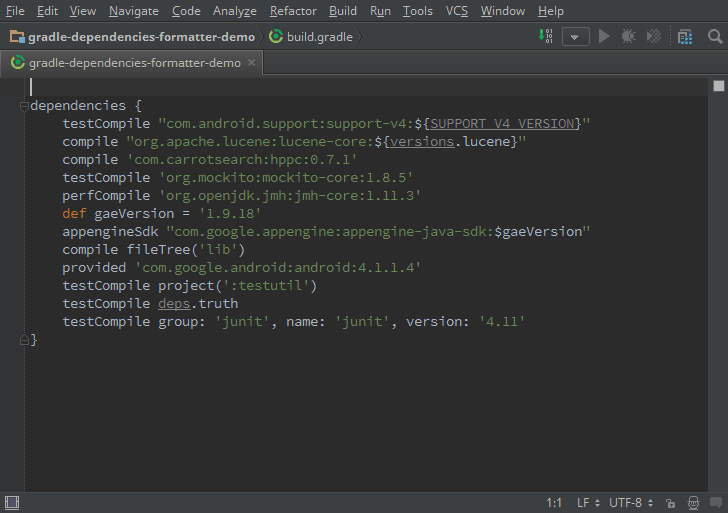 File Edit View Navigate Code Analyze Refactor Build Run Tools VCS Window Help
gradle-dependencies-formatter-demo build.gradle
gradle-dependencies-formatter-demo
dependencies {
testCompile "com.android.support:support-v4:${SUPPORT_V4_VERSION}"
compile "org.apache.lucene:lucene-core:${versions.lucene}"
compile 'com.carrotsearch:hppc:0.7.1'
testCompile 'org.mockito:mockito-core:1.8.5'
perfCompile 'org.openjdk.jmh:jmh-core:1.11.3'
def gaeVersion = '1.9.18'
appengineSdk "com.google.appengine:appengine-java-sdk:$gaeVersion"
compile fileTree('lib')
provided 'com.google.android:android:4.1.1.4'
testCompile project(':testutil')
testCompile deps.truth
testCompile group: 'junit', name: 'junit', version: '4.11'
}
1:1 LF UTF-8